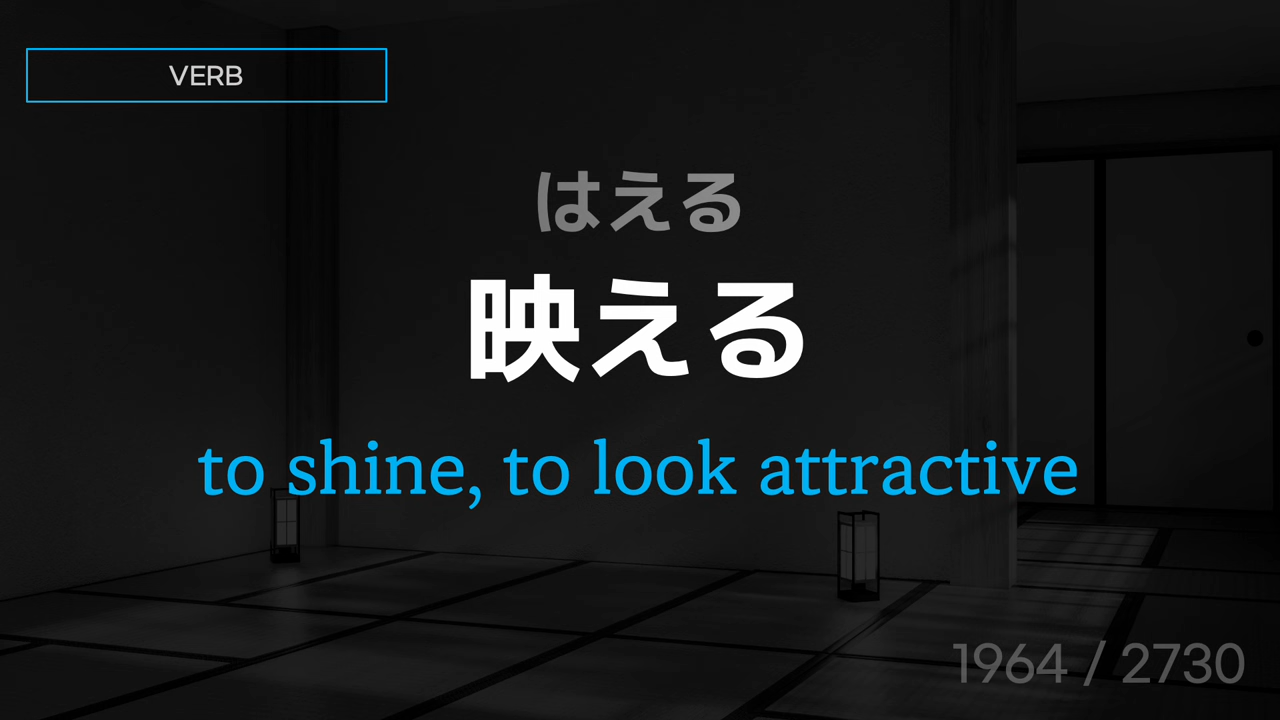 VERB
はえる
映える
to shine, to look attractive
1964 / 2730